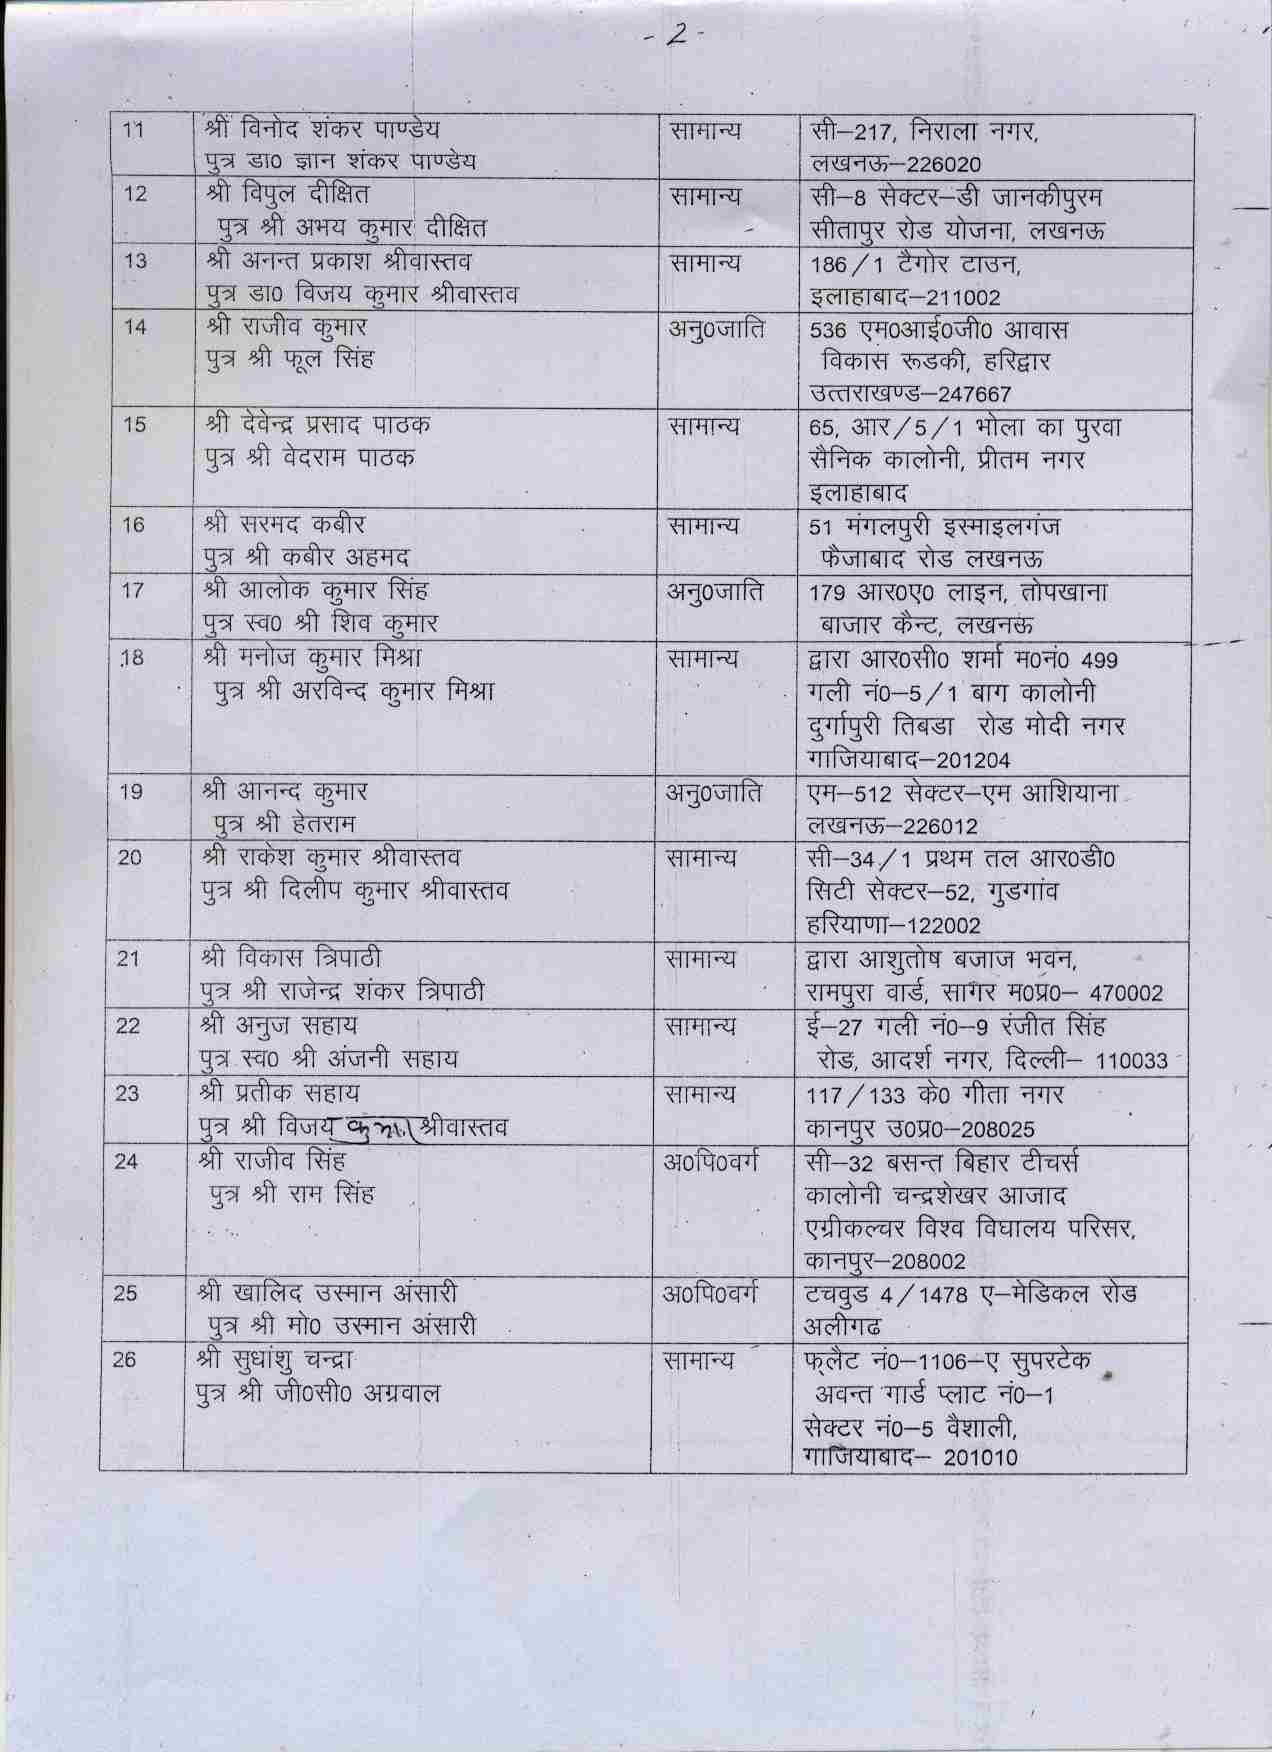 - 2 -
11 श्री विनोद शंकर पाण्डेय सामान्य सी–217, निराला नगर,
पुत्र डा0 ज्ञान शंकर पाण्डेय लखनऊ–226020
12 श्री विपुल दीक्षित सामान्य सी–8 सेक्टर–डी जानकीपुरम
पुत्र श्री अभय कुमार दीक्षित सीतापुर रोड योजना, लखनऊ
13 श्री अनन्त प्रकाश श्रीवास्तव सामान्य 186/1 टैगोर टाउन,
पुत्र डा0 विजय कुमार श्रीवास्तव इलाहाबाद–211002
14 श्री राजीव कुमार अनु0जाति 536 एम0आई0जी0 आवास
पुत्र श्री फूल सिंह विकास रूडकी, हरिद्वार
उत्तराखण्ड–247667
15 श्री देवेन्द्र प्रसाद पाठक सामान्य 65, आर/5/1 भोला का पुरवा
पुत्र श्री वेदराम पाठक सैनिक कालोनी, प्रीतम नगर
इलाहाबाद
16 श्री सरमद कबीर सामान्य 51 मंगलपुरी इस्माइलगंज
पुत्र श्री कबीर अहमद फैजाबाद रोड लखनऊ
17 श्री आलोक कुमार सिंह अनु0जाति 179 आर0ए0 लाइन, तोपखाना
पुत्र स्व0 श्री शिव कुमार बाजार कैन्ट, लखनऊ
18 श्री मनोज कुमार मिश्रा सामान्य द्वारा आर0सी0 शर्मा म0नं0 499
पुत्र श्री अरविन्द कुमार मिश्रा गली नं0–5/1 बाग कालोनी
दुर्गापुरी तिबडा रोड मोदी नगर
गाजियाबाद–201204
19 श्री आनन्द कुमार अनु0जाति एम–512 सेक्टर–एम आशियाना
पुत्र श्री हेतराम लखनऊ–226012
20 श्री राकेश कुमार श्रीवास्तव सामान्य सी–34/1 प्रथम तल आर0डी0
पुत्र श्री दिलीप कुमार श्रीवास्तव सिटी सेक्टर–52, गुडगांव
हरियाणा–122002
21 श्री विकास त्रिपाठी सामान्य द्वारा आशुतोष बजाज भवन,
पुत्र श्री राजेन्द्र शंकर त्रिपाठी रामपुरा वार्ड, सागर म0प्र0– 470002
22 श्री अनुज सहाय सामान्य ई–27 गली नं0–9 रंजीत सिंह
पुत्र स्व0 श्री अंजनी सहाय रोड, आदर्श नगर, दिल्ली– 110033
23 श्री प्रतीक सहाय सामान्य 117/133 के0 गीता नगर
पुत्र श्री विजय कुमार श्रीवास्तव कानपुर उ0प्र0–208025
24 श्री राजीव सिंह अ0पि0वर्ग सी–32 बसन्त बिहार टीचर्स
पुत्र श्री राम सिंह कालोनी चन्द्रशेखर आजाद
एग्रीकल्चर विश्व विघालय परिसर,
कानपुर–208002
25 श्री खालिद उस्मान अंसारी अ0पि0वर्ग टचवुड 4/1478 ए–मेडिकल रोड
पुत्र श्री मो0 उस्मान अंसारी अलीगढ
26 श्री सुधांशु चन्द्रा सामान्य फ्लैट नं0–1106–ए सुपरटेक
पुत्र श्री जी0सी0 अग्रवाल अवन्त गार्ड प्लाट नं0–1
सेक्टर नं0–5 वैशाली,
गाजियाबाद– 201010